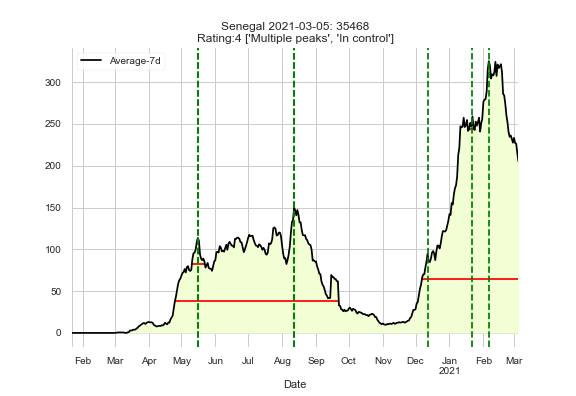 Senegal 2021-03-05: 35468
Rating:4 ['Multiple peaks', 'In control']
Average-7d
300
250
200
150
100
50
0
Feb Mar Apr May Jun Jul Aug Sep Oct Nov Dec Jan Feb Mar
2021
Date